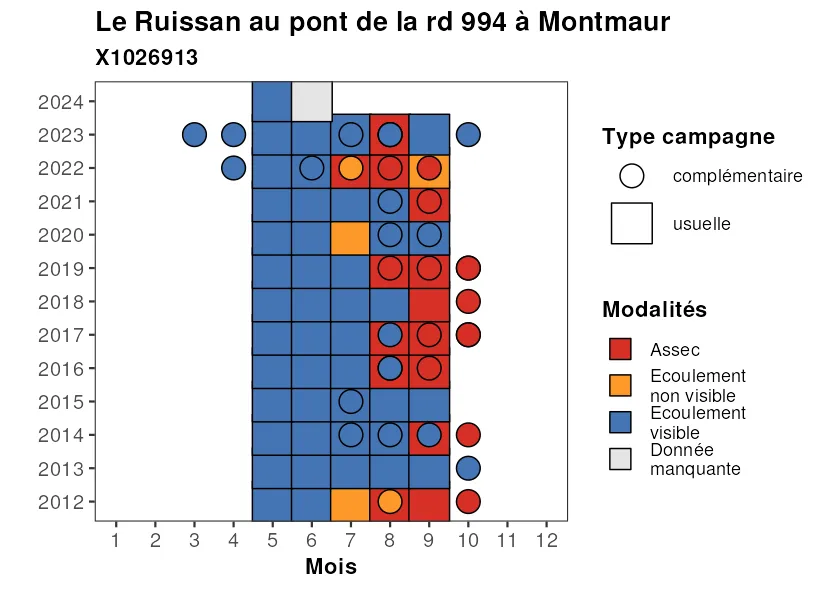 Le Ruissan au pont de la rd 994 à Montmaur
X1026913
2024
2023
2022
2021
2020
2019
2018
2017
2016
2015
2014
2013
2012
1 2 3 4 5 6 7 8 9 10 11 12
Mois
Type campagne
complémentaire
usuelle
Modalités
Assec
Ecoulement
non visible
Ecoulement
visible
Donnée
manquante